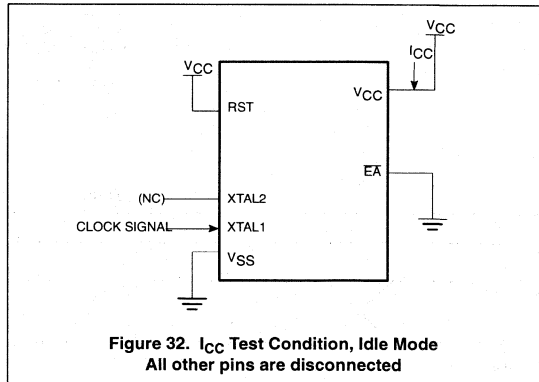 VCC
ICC
VCC
VCC
RST
EA
(NC)
XTAL2
CLOCK SIGNAL
XTAL1
VSS
Figure 32. ICC Test Condition, Idle Mode
All other pins are disconnected